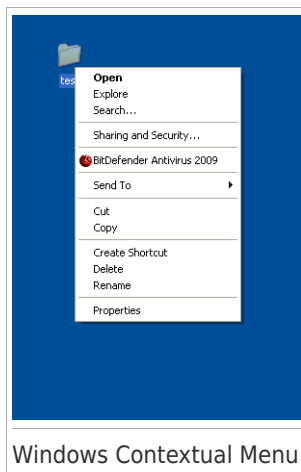 Open
Explore
Search...
Sharing and Security...
BitDefender Antivirus 2009
Send To
Cut
Copy
Create Shortcut
Delete
Rename
Properties
Windows Contextual Menu